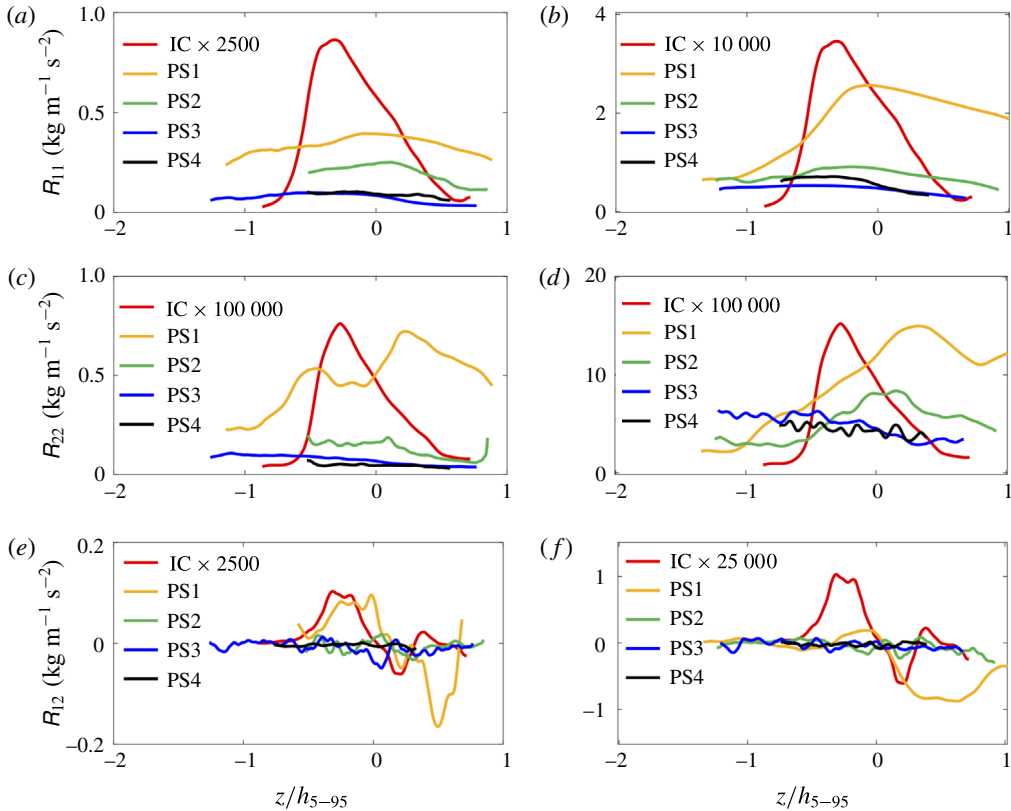 (a)
1.0
0.5
0
R11 (kg m−1 s−2)
IC × 2500
PS1
PS2
PS3
PS4
−2
−1
0
1
(b)
4
2
0
IC × 10 000
PS1
PS2
PS3
PS4
−2
−1
0
1
(c)
1.0
0.5
0
R22 (kg m−1 s−2)
IC × 100 000
PS1
PS2
PS3
PS4
−2
−1
0
1
(d)
20
10
0
IC × 100 000
PS1
PS2
PS3
PS4
−2
−1
0
1
(e)
0.2
0
−0.2
R12 (kg m−1 s−2)
IC × 2500
PS1
PS2
PS3
PS4
−2
−1
0
1
z/h5−95
(f)
1
0
−1
IC × 25 000
PS1
PS2
PS3
PS4
−2
−1
0
1
z/h5−95